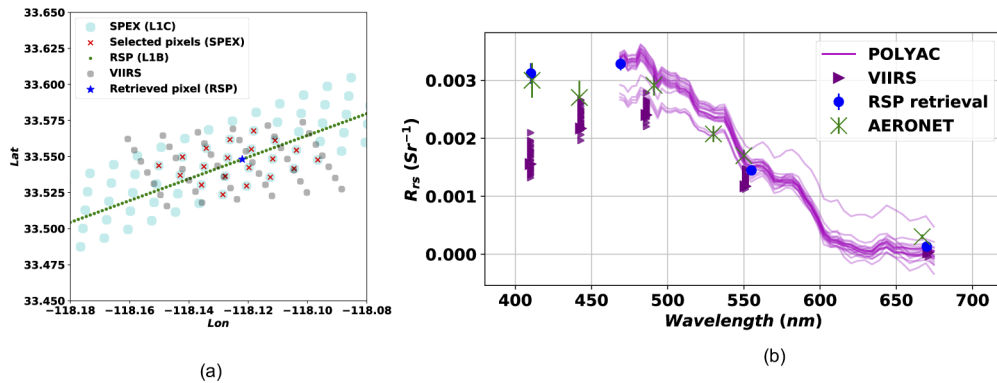 33.650
33.625
33.600
33.575
33.550
33.525
33.500
33.475
33.450
Lat
SPEX (L1C)
Selected pixels (SPEX)
RSP (L1B)
VIIRS
Retrieved pixel (RSP)
−118.18 −118.16 −118.14 −118.12 −118.10 −118.08
Lon
(a)
0.003
0.002
0.001
0.000
Rrs (Sr⁻¹)
POLYAC
VIIRS
RSP retrieval
AERONET
400 450 500 550 600 650 700
Wavelength (nm)
(b)